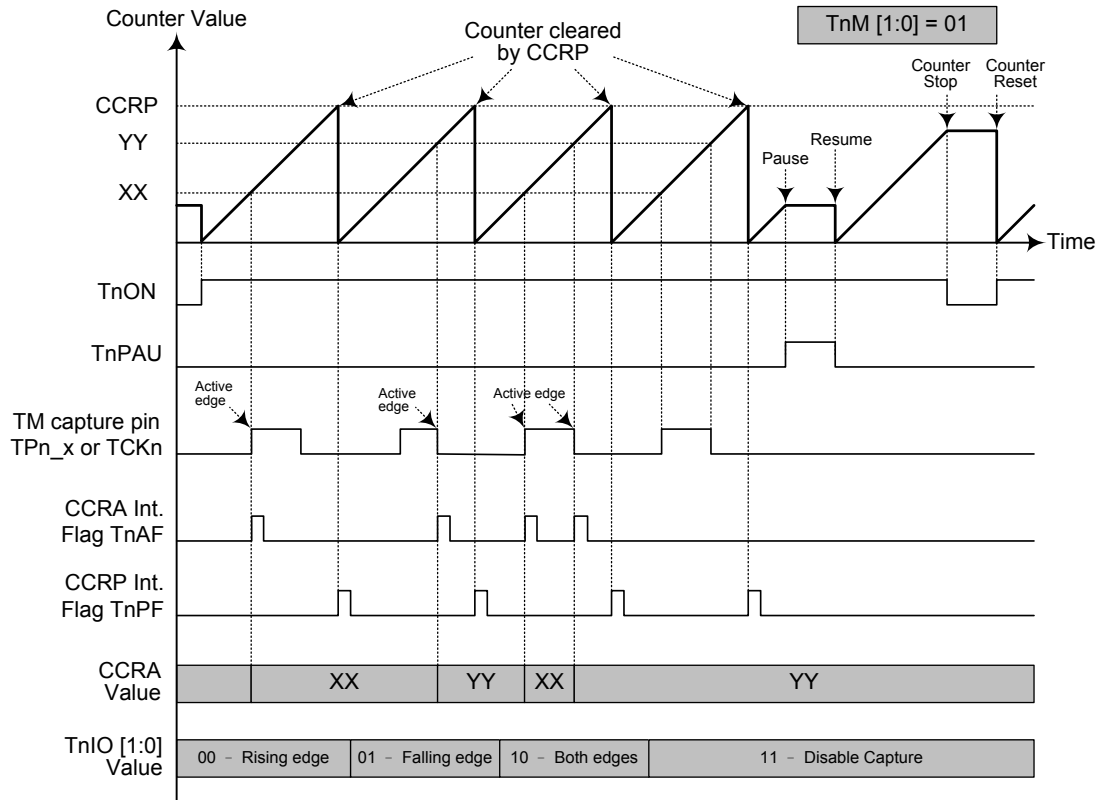 Counter Value
TnM [1:0] = 01
Counter cleared
by CCRP
Counter
Stop
Counter
Reset
CCRP
YY
XX
Pause
Resume
Time
TnON
TnPAU
Active
edge
Active
edge
Active edge
TM capture pin
TPn_x or TCKn
CCRA Int.
Flag TnAF
CCRP Int.
Flag TnPF
CCRA
Value
XX
YY
XX
YY
TnIO [1:0]
Value
00 - Rising edge
01 - Falling edge
10 - Both edges
11 - Disable Capture